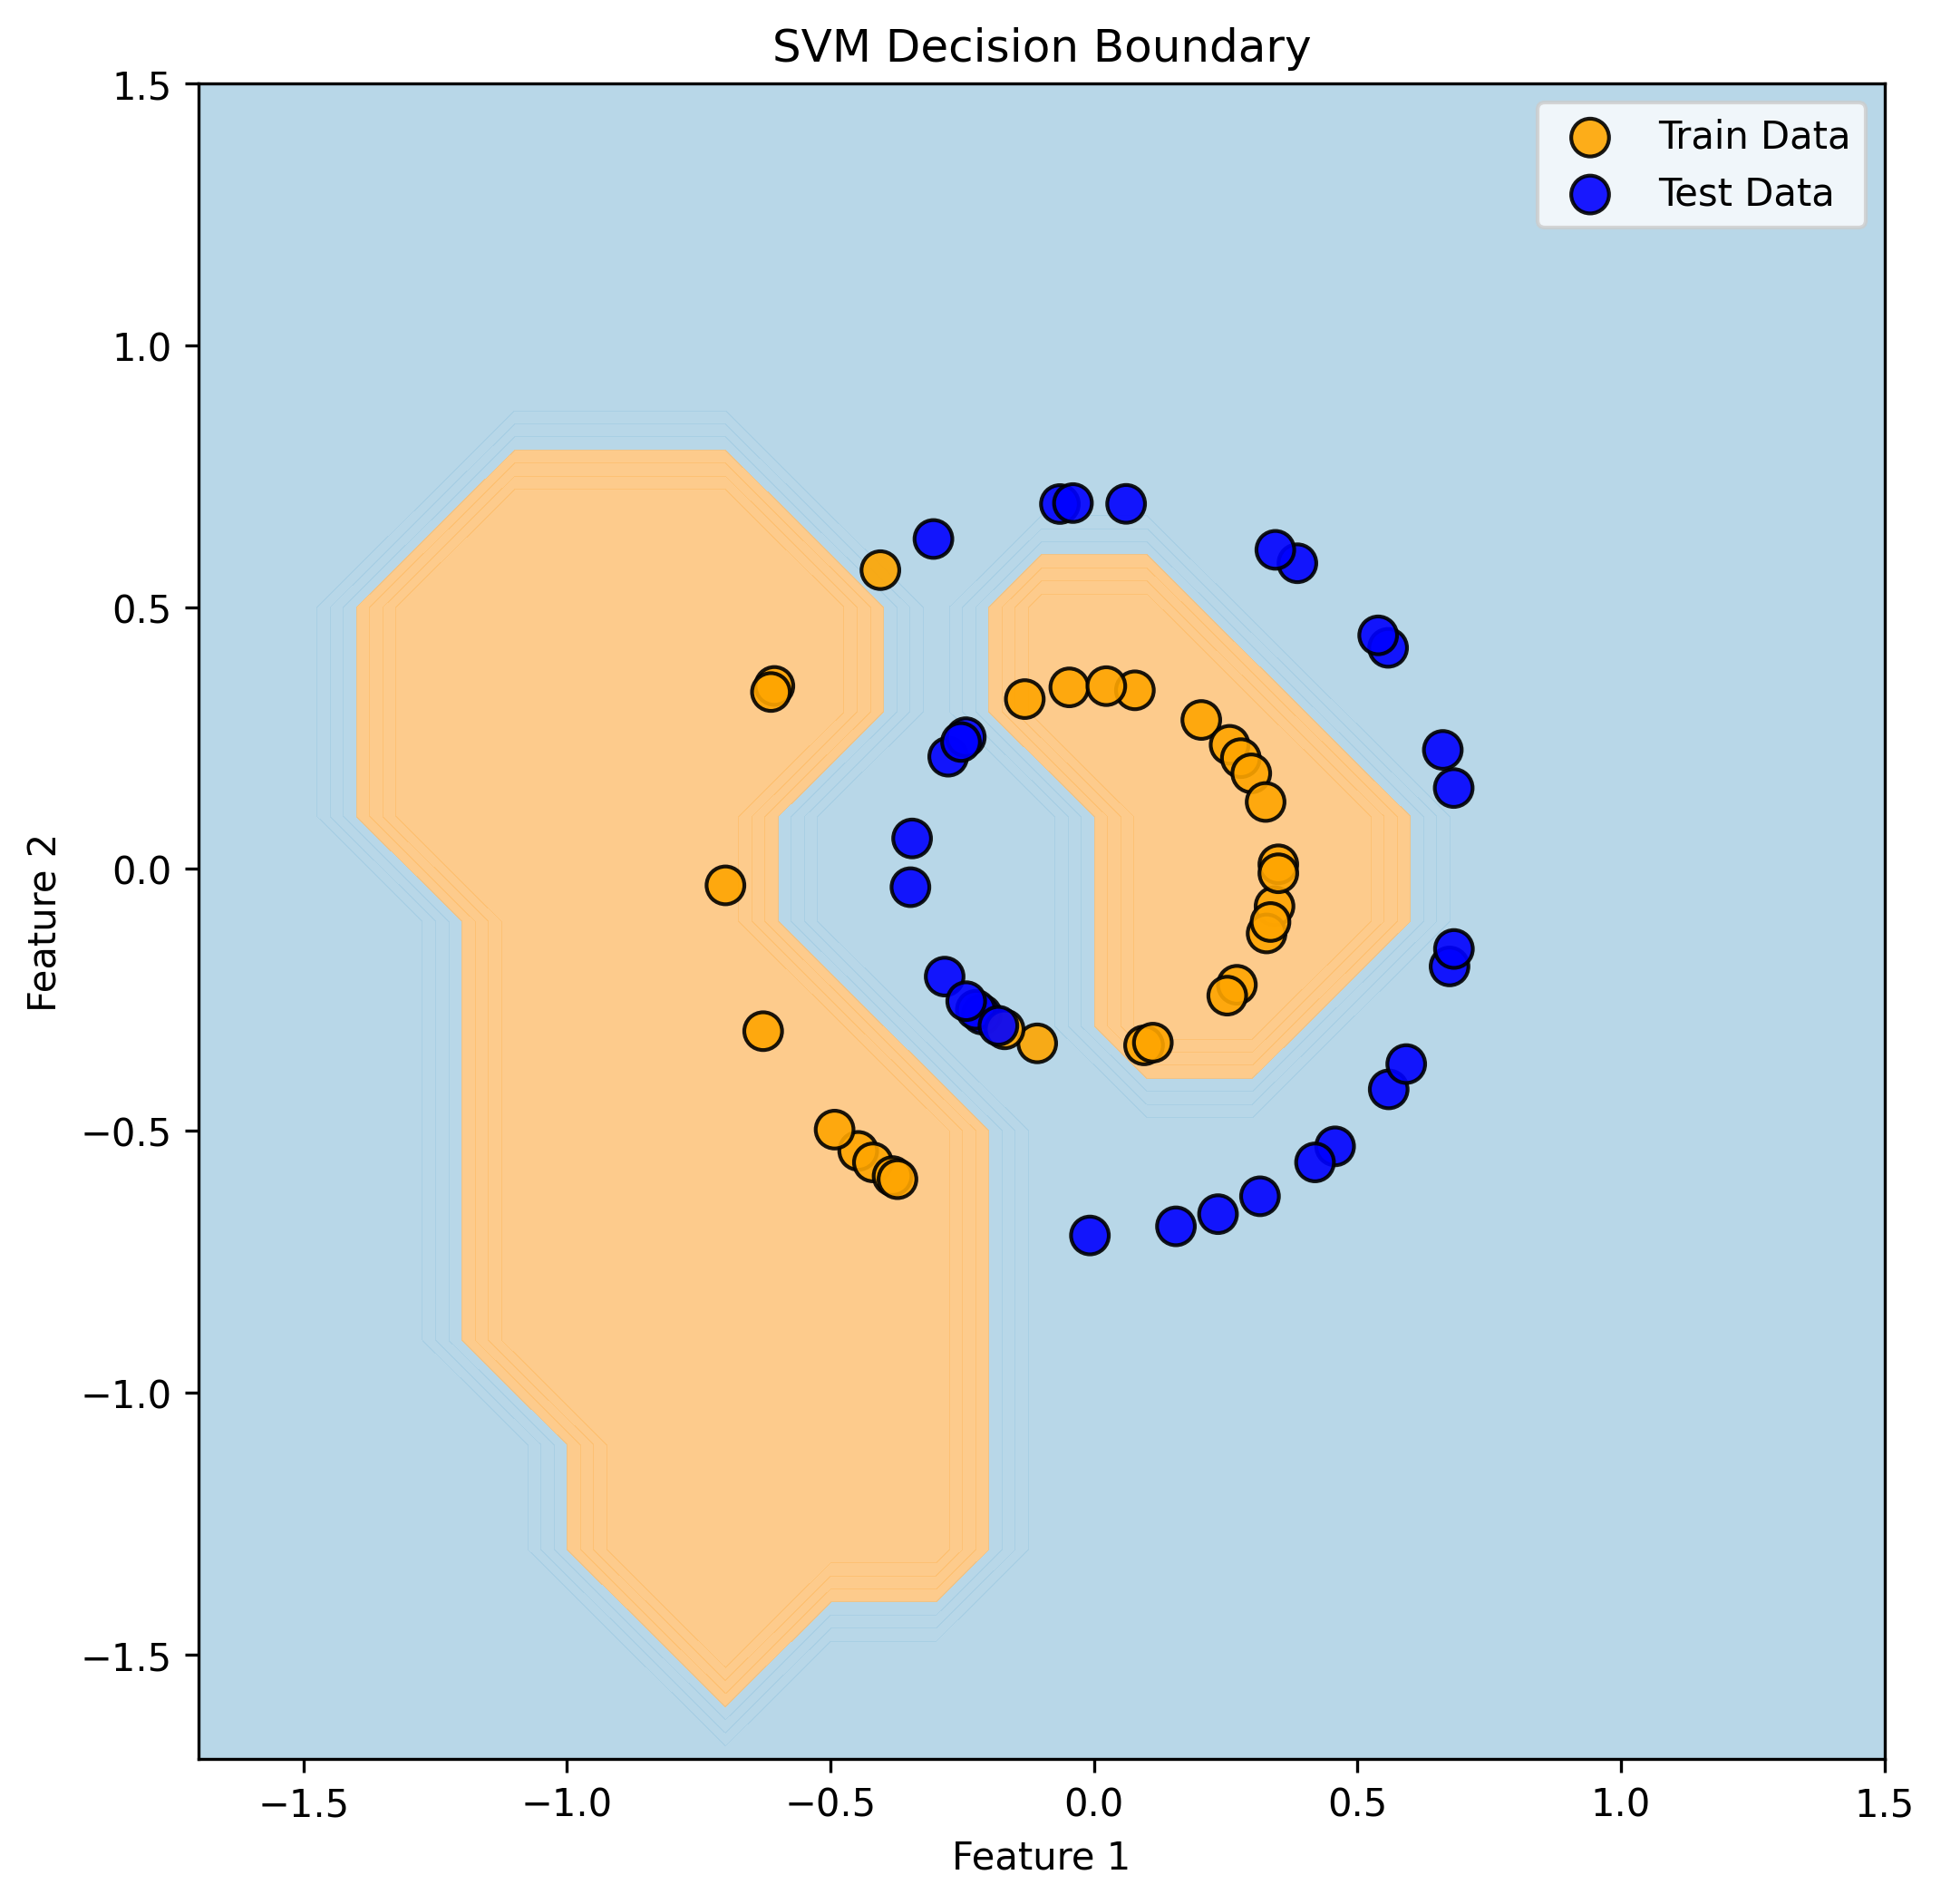 SVM Decision Boundary
Train Data
Test Data
Feature 2
1.5
1.0
0.5
0.0
−0.5
−1.0
−1.5
−1.5 −1.0 −0.5 0.0 0.5 1.0 1.5
Feature 1